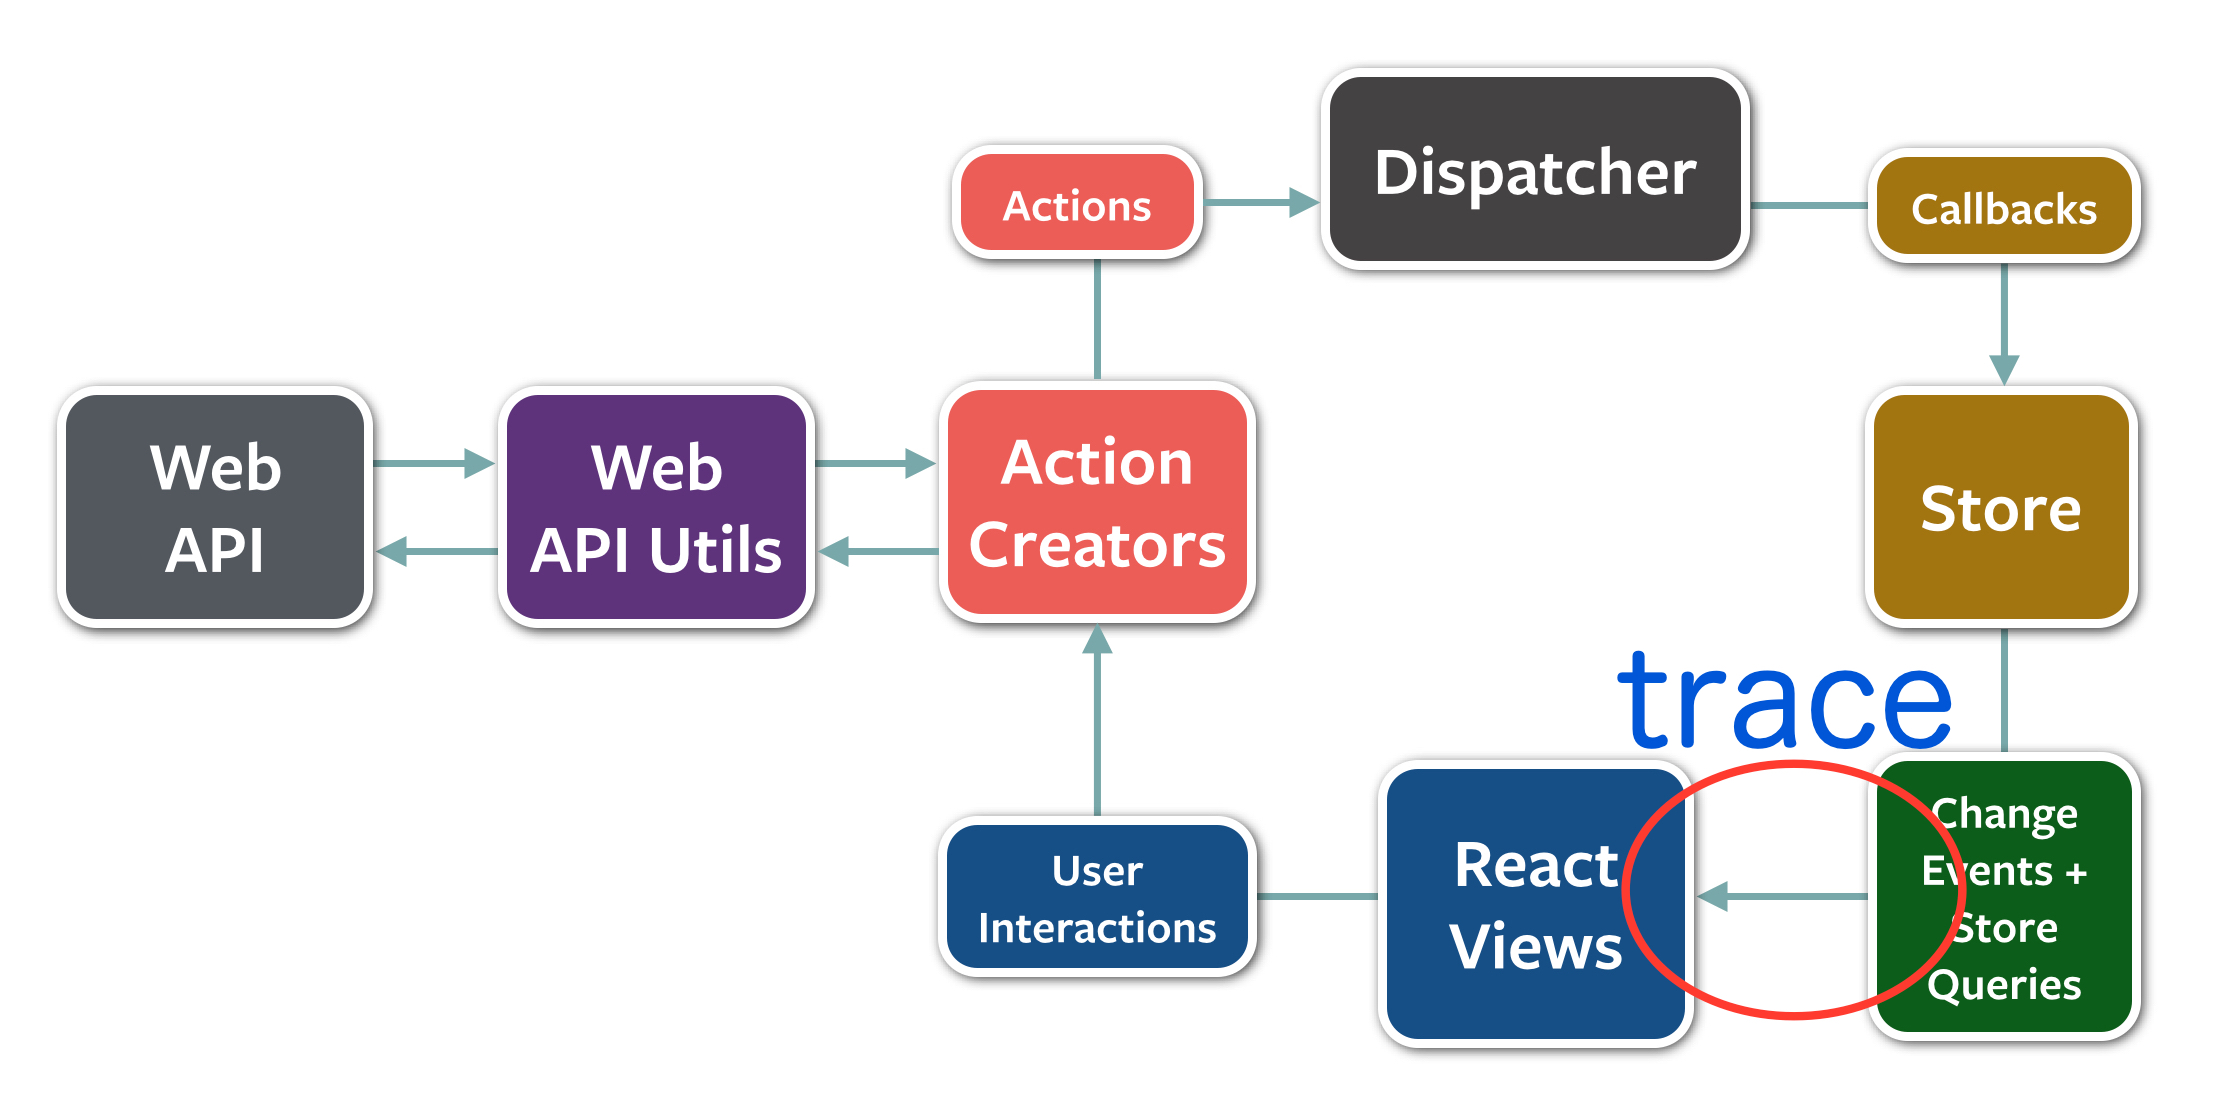 Dispatcher
Actions
Callbacks
Web
API
Web
API Utils
Action
Creators
Store
trace
User
Interactions
React
Views
Change
Events +
Store
Queries